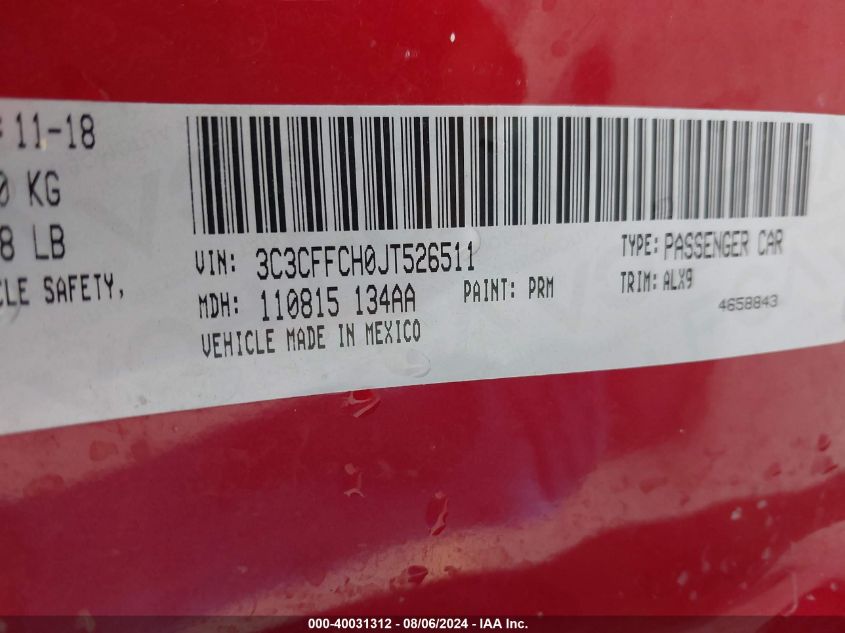 11-18
0 KG
8 LB
CLE SAFETY,
VIN: 3C3CFFCH0JT526511
TYPE: PASSENGER CAR
MDH: 110815 134AA
PAINT: PRM
TRIM: ALX9
VEHICLE MADE IN MEXICO
4658843
000-40031312 - 08/06/2024 - IAA Inc.